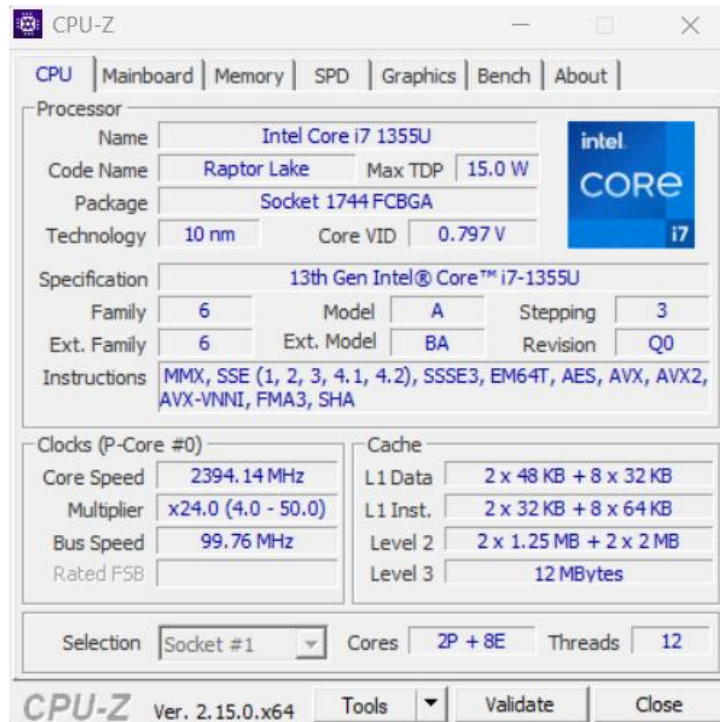 CPU-Z
CPU Mainboard Memory SPD Graphics Bench About
Processor
Name Intel Core i7 1355U
Code Name Raptor Lake Max TDP 15.0 W
Package Socket 1744 FCBGA
Technology 10 nm Core VID 0.797 V
intel
CORE
i7
Specification 13th Gen Intel® Core™ i7-1355U
Family 6 Model A Stepping 3
Ext. Family 6 Ext. Model BA Revision Q0
Instructions MMX, SSE (1, 2, 3, 4.1, 4.2), SSSE3, EM64T, AES, AVX, AVX2,
AVX-VNNI, FMA3, SHA
Clocks (P-Core #0)
Core Speed 2394.14 MHz
Multiplier x24.0 (4.0 - 50.0)
Bus Speed 99.76 MHz
Rated FSB
Cache
L1 Data 2 x 48 KB + 8 x 32 KB
L1 Inst. 2 x 32 KB + 8 x 64 KB
Level 2 2 x 1.25 MB + 2 x 2 MB
Level 3 12 MBytes
Selection Socket #1 Cores 2P + 8E Threads 12
CPU-Z Ver. 2.15.0.x64 Tools Validate Close